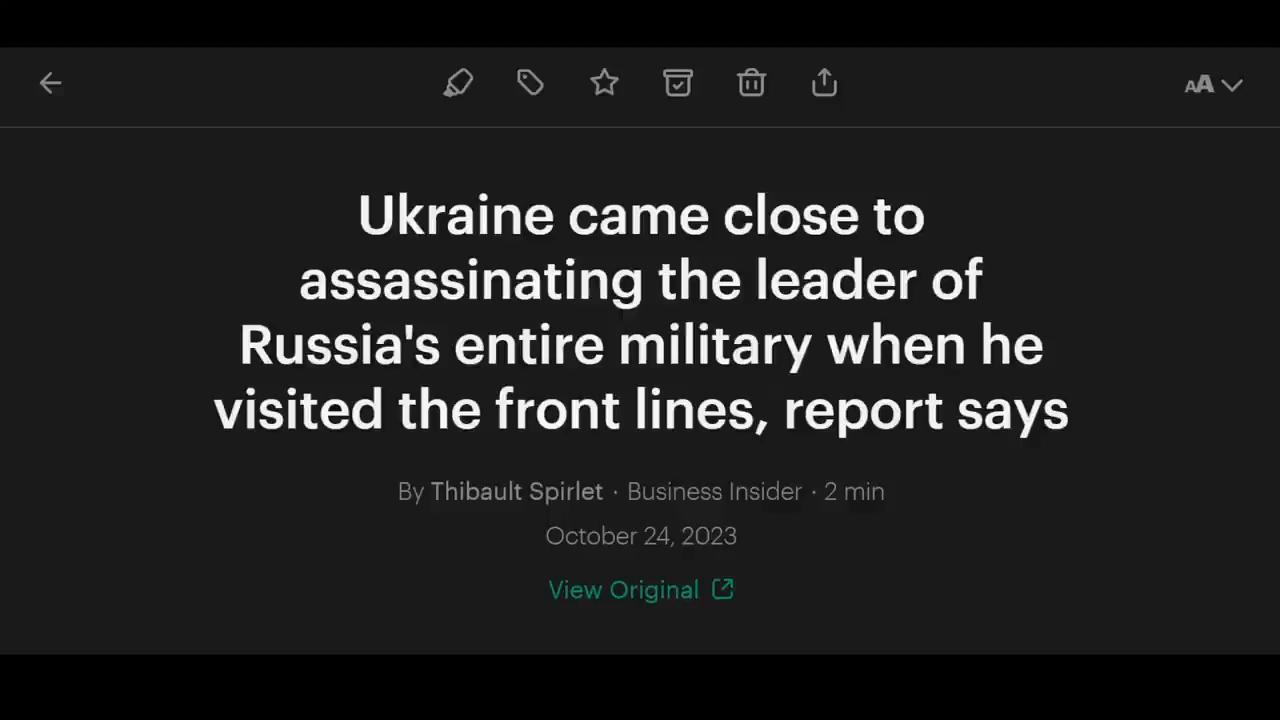 AA
Ukraine came close to
assassinating the leader of
Russia's entire military when he
visited the front lines, report says
By Thibault Spirlet · Business Insider · 2 min
October 24, 2023
View Original